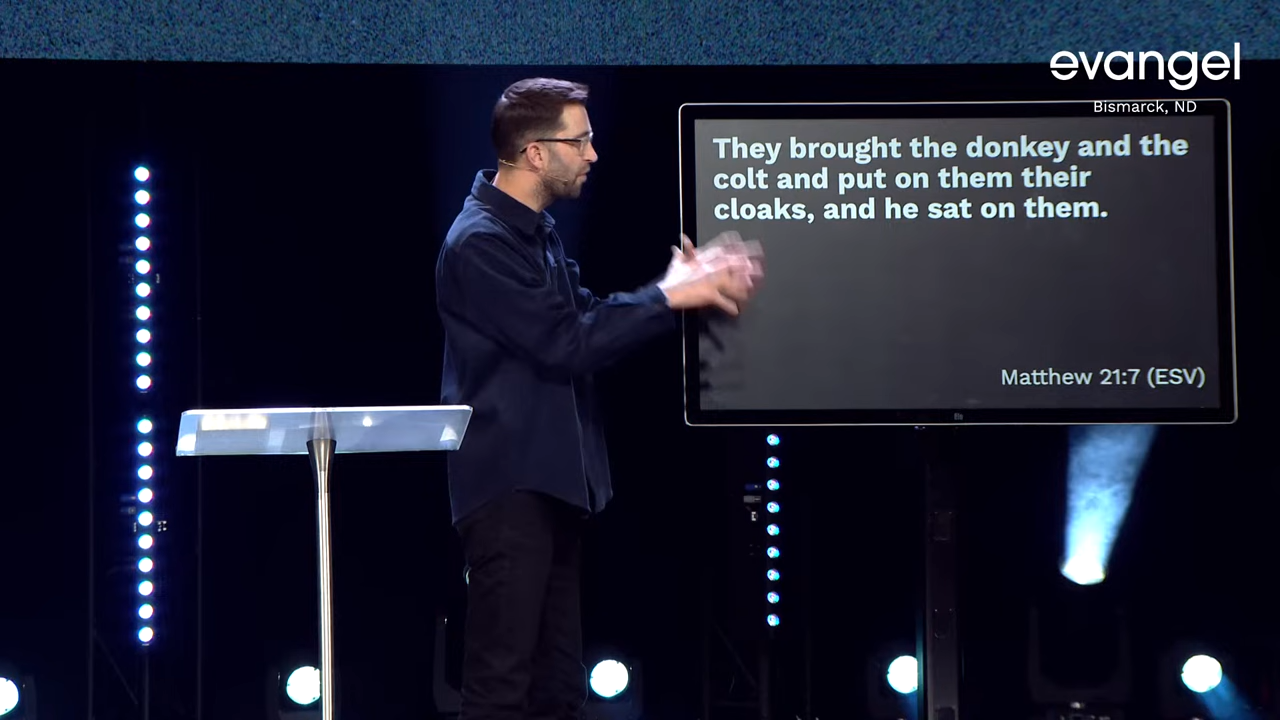 evangel
Bismarck, ND
They brought the donkey and the
colt and put on them their
cloaks, and he sat on them.
Matthew 21:7 (ESV)